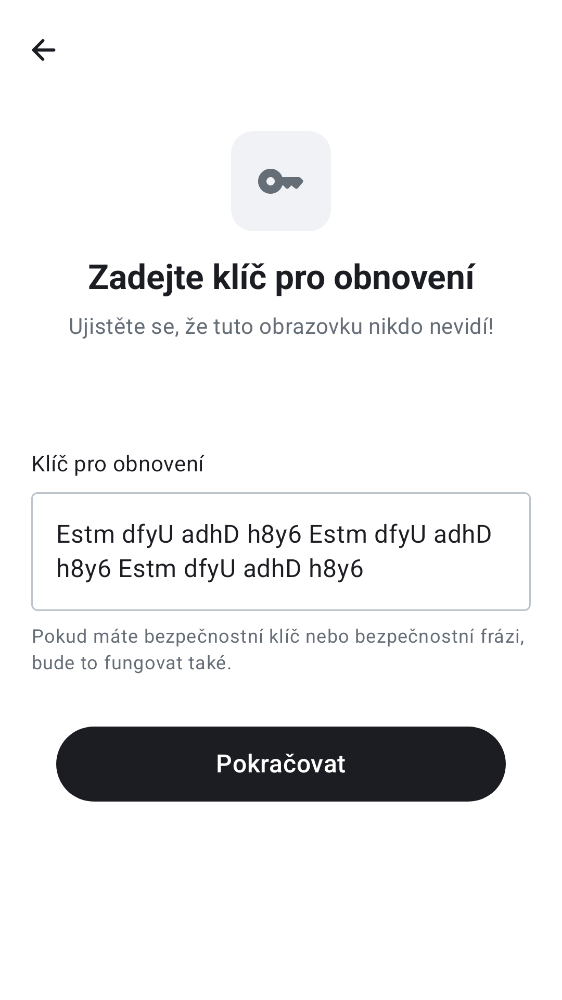 Zadejte klíč pro obnovení
Ujistěte se, že tuto obrazovku nikdo nevidí!
Klíč pro obnovení
Estm dfyU adhD h8y6 Estm dfyU adhD
h8y6 Estm dfyU adhD h8y6
Pokud máte bezpečnostní klíč nebo bezpečnostní frázi,
bude to fungovat také.
Pokračovat